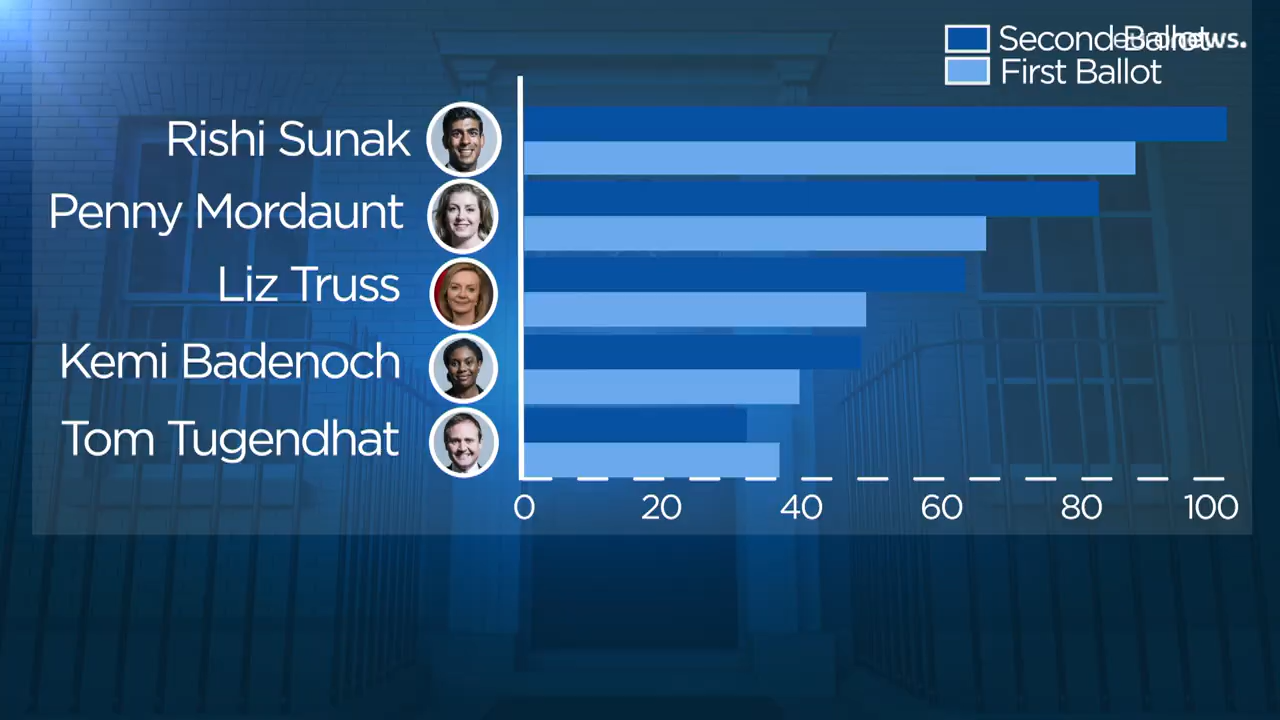 Second Ballot
euronews.
First Ballot
Rishi Sunak
Penny Mordaunt
Liz Truss
Kemi Badenoch
Tom Tugendhat
0 20 40 60 80 100